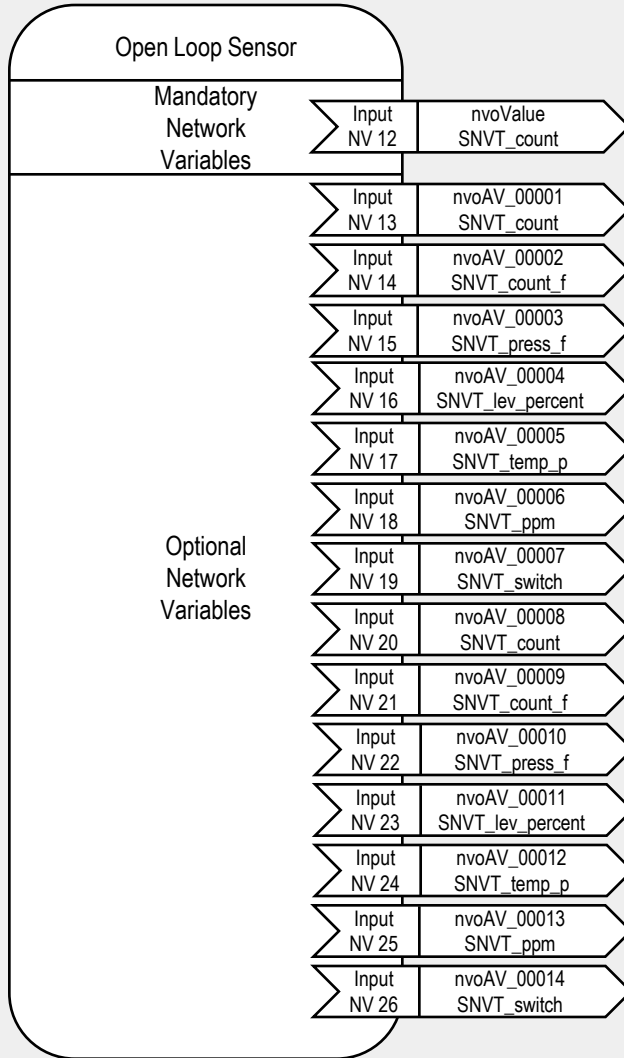 Open Loop Sensor
Mandatory
Network
Variables
Input
NV 12
nvoValue
SNVT_count
Input
NV 13
nvoAV_00001
SNVT_count
Input
NV 14
nvoAV_00002
SNVT_count_f
Input
NV 15
nvoAV_00003
SNVT_press_f
Input
NV 16
nvoAV_00004
SNVT_lev_percent
Input
NV 17
nvoAV_00005
SNVT_temp_p
Input
NV 18
nvoAV_00006
SNVT_ppm
Optional
Network
Variables
Input
NV 19
nvoAV_00007
SNVT_switch
Input
NV 20
nvoAV_00008
SNVT_count
Input
NV 21
nvoAV_00009
SNVT_count_f
Input
NV 22
nvoAV_00010
SNVT_press_f
Input
NV 23
nvoAV_00011
SNVT_lev_percent
Input
NV 24
nvoAV_00012
SNVT_temp_p
Input
NV 25
nvoAV_00013
SNVT_ppm
Input
NV 26
nvoAV_00014
SNVT_switch